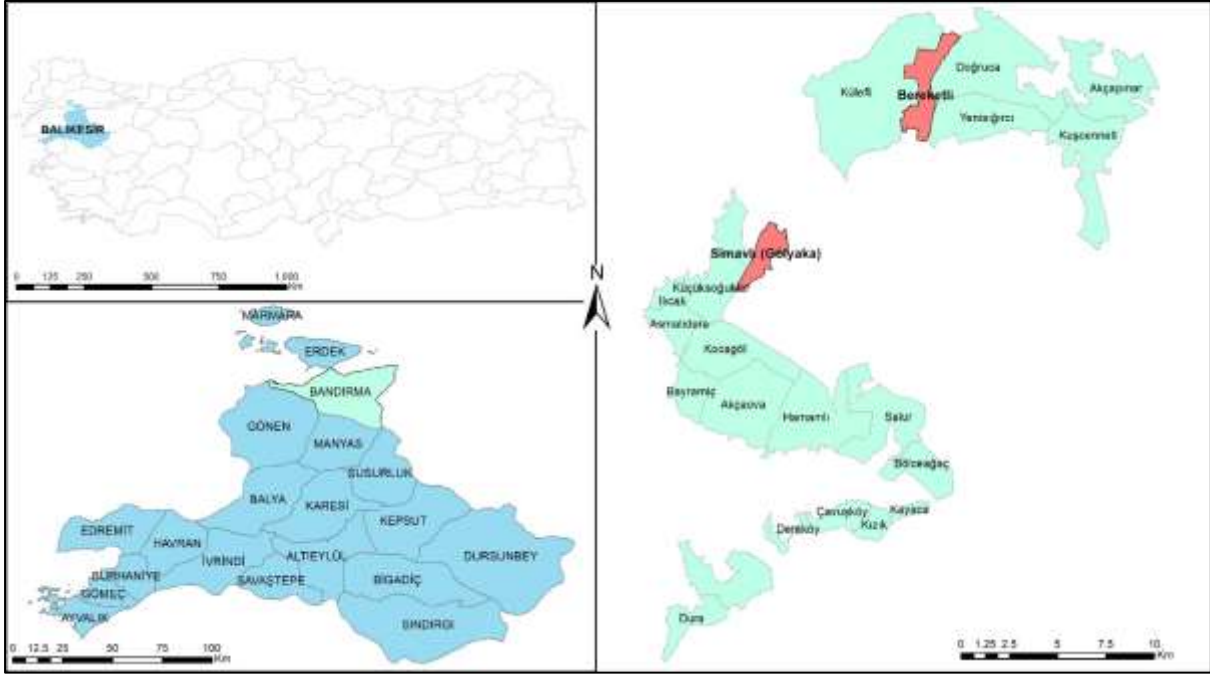 BALIKESİR
0 125 250 500 750 1,000
Km
MARMARA
ERDEK
BANDIRMA
GÖNEN
MANYAS
SUSURLUK
BALYA
KARESİ
KEPSUT
EDREMİT
HAVRAN
İVRİNDİ
ALTIEYLÜL
DURSUNBEY
BURHANİYE
SAVAŞTEPE
BİGADİÇ
GÖMEÇ
AYVALIK
SINDIRGI
0 12.5 25 50 75 100
Km
N
Külefli
Doğruca
Bereketli
Akçapınar
Yenisığırcı
Kuşcenneti
Simavlı (Gölyaka)
Ilıcak
Asmalıdere
Kocagöl
Bayramiç
Akçaova
Hamamlı
Salur
Bölceağaç
Çavuşköy
Kayaca
Dereköy
Kızık
Dura
0 1.25 2.5 5 7.5 10
Km